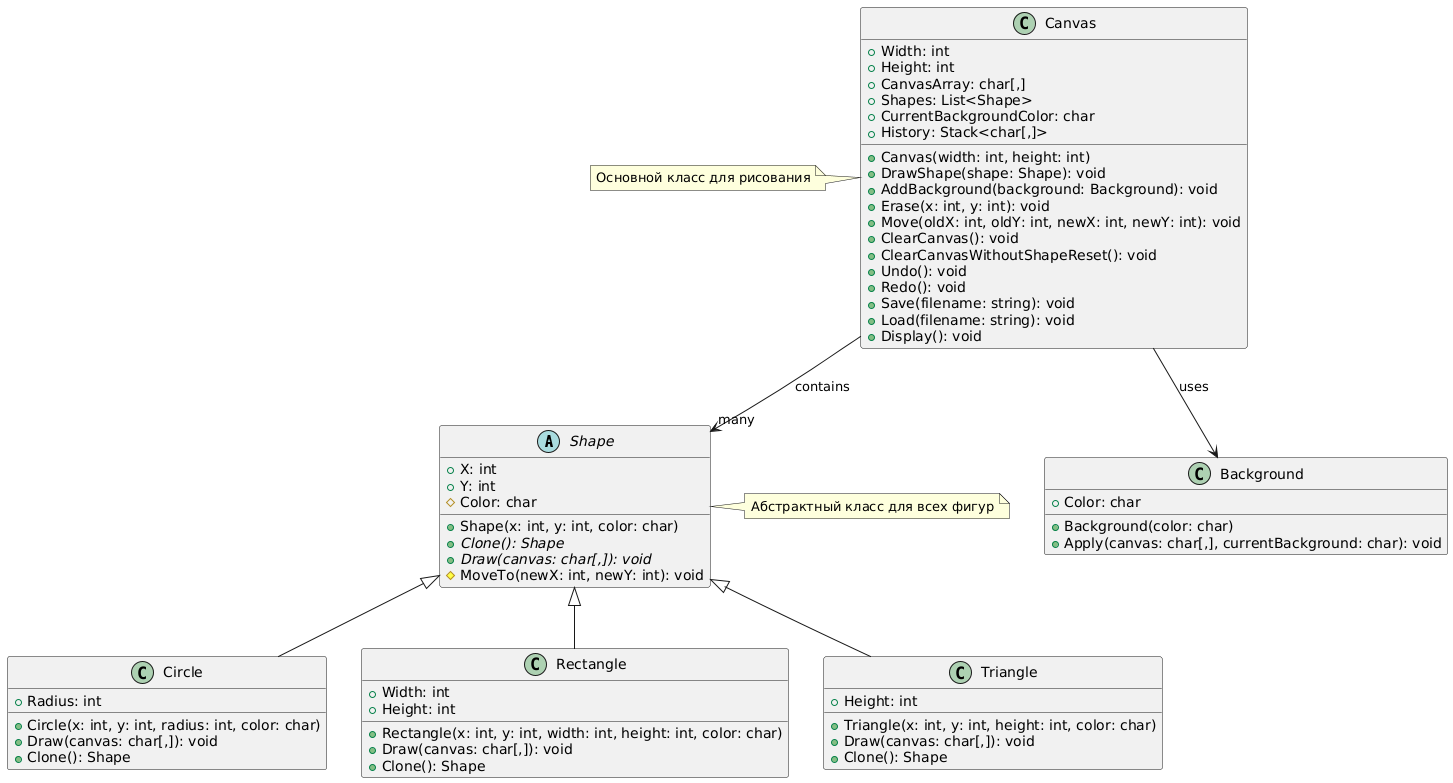 C Canvas
Width: int
Height: int
CanvasArray: char[,]
Shapes: List<Shape>
CurrentBackgroundColor: char
History: Stack<char[,]>
Canvas(width: int, height: int)
DrawShape(shape: Shape): void
AddBackground(background: Background): void
Erase(x: int, y: int): void
Move(oldX: int, oldY: int, newX: int, newY: int): void
ClearCanvas(): void
ClearCanvasWithoutShapeReset(): void
Undo(): void
Redo(): void
Save(filename: string): void
Load(filename: string): void
Display(): void
Основной класс для рисования
contains
many
uses
A Shape
X: int
Y: int
Color: char
Shape(x: int, y: int, color: char)
Clone(): Shape
Draw(canvas: char[,]): void
MoveTo(newX: int, newY: int): void
Абстрактный класс для всех фигур
C Background
Color: char
Background(color: char)
Apply(canvas: char[,], currentBackground: char): void
C Circle
Radius: int
Circle(x: int, y: int, radius: int, color: char)
Draw(canvas: char[,]): void
Clone(): Shape
C Rectangle
Width: int
Height: int
Rectangle(x: int, y: int, width: int, height: int, color: char)
Draw(canvas: char[,]): void
Clone(): Shape
C Triangle
Height: int
Triangle(x: int, y: int, height: int, color: char)
Draw(canvas: char[,]): void
Clone(): Shape